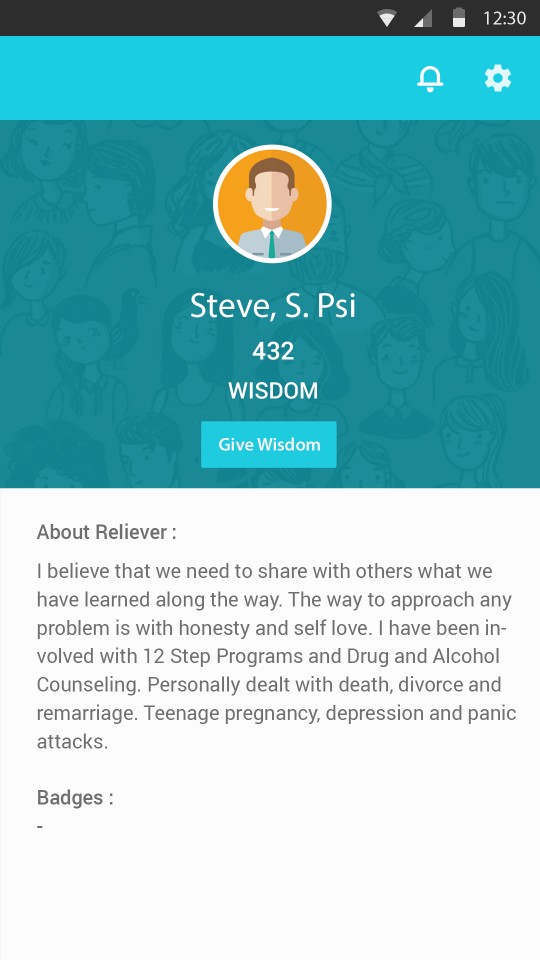 12:30
Steve, S. Psi
432
WISDOM
Give Wisdom
About Reliever :
I believe that we need to share with others what we
have learned along the way. The way to approach any
problem is with honesty and self love. I have been in-
volved with 12 Step Programs and Drug and Alcohol
Counseling. Personally dealt with death, divorce and
remarriage. Teenage pregnancy, depression and panic
attacks.
Badges :
-